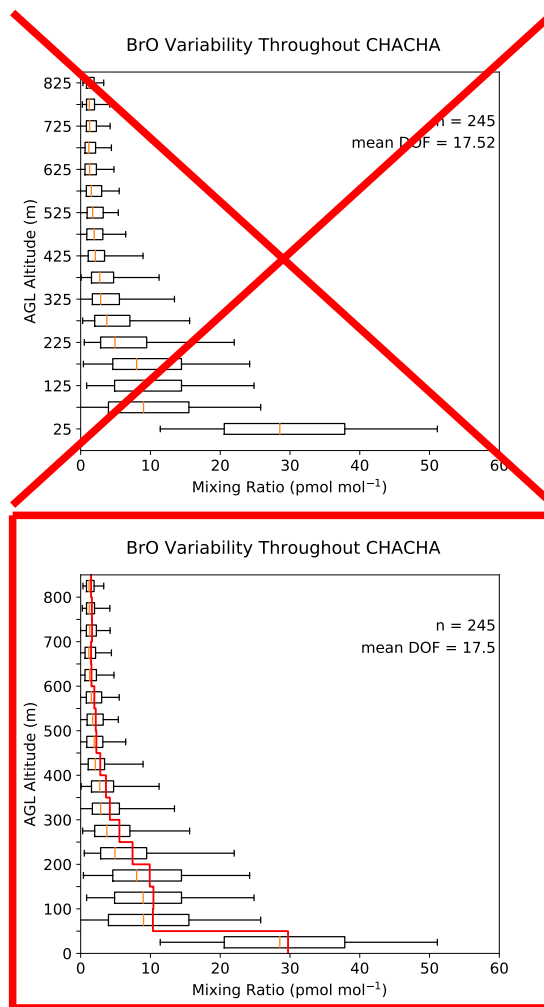 BrO Variability Throughout CHACHA
825
725
625
525
425
325
225
125
25
AGL Altitude (m)
n = 245
mean DOF = 17.52
0 10 20 30 40 50 60
Mixing Ratio (pmol mol⁻¹)
BrO Variability Throughout CHACHA
800
700
600
500
400
300
200
100
0
AGL Altitude (m)
n = 245
mean DOF = 17.5
0 10 20 30 40 50 60
Mixing Ratio (pmol mol⁻¹)